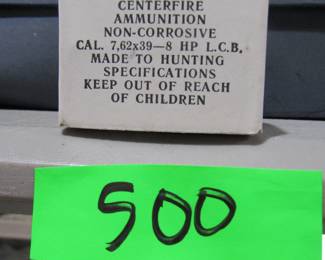 CENTERFIRE
AMMUNITION
NON-CORROSIVE
CAL. 7,62x39—8 HP L.C.B.
MADE TO HUNTING
SPECIFICATIONS
KEEP OUT OF REACH
OF CHILDREN
500